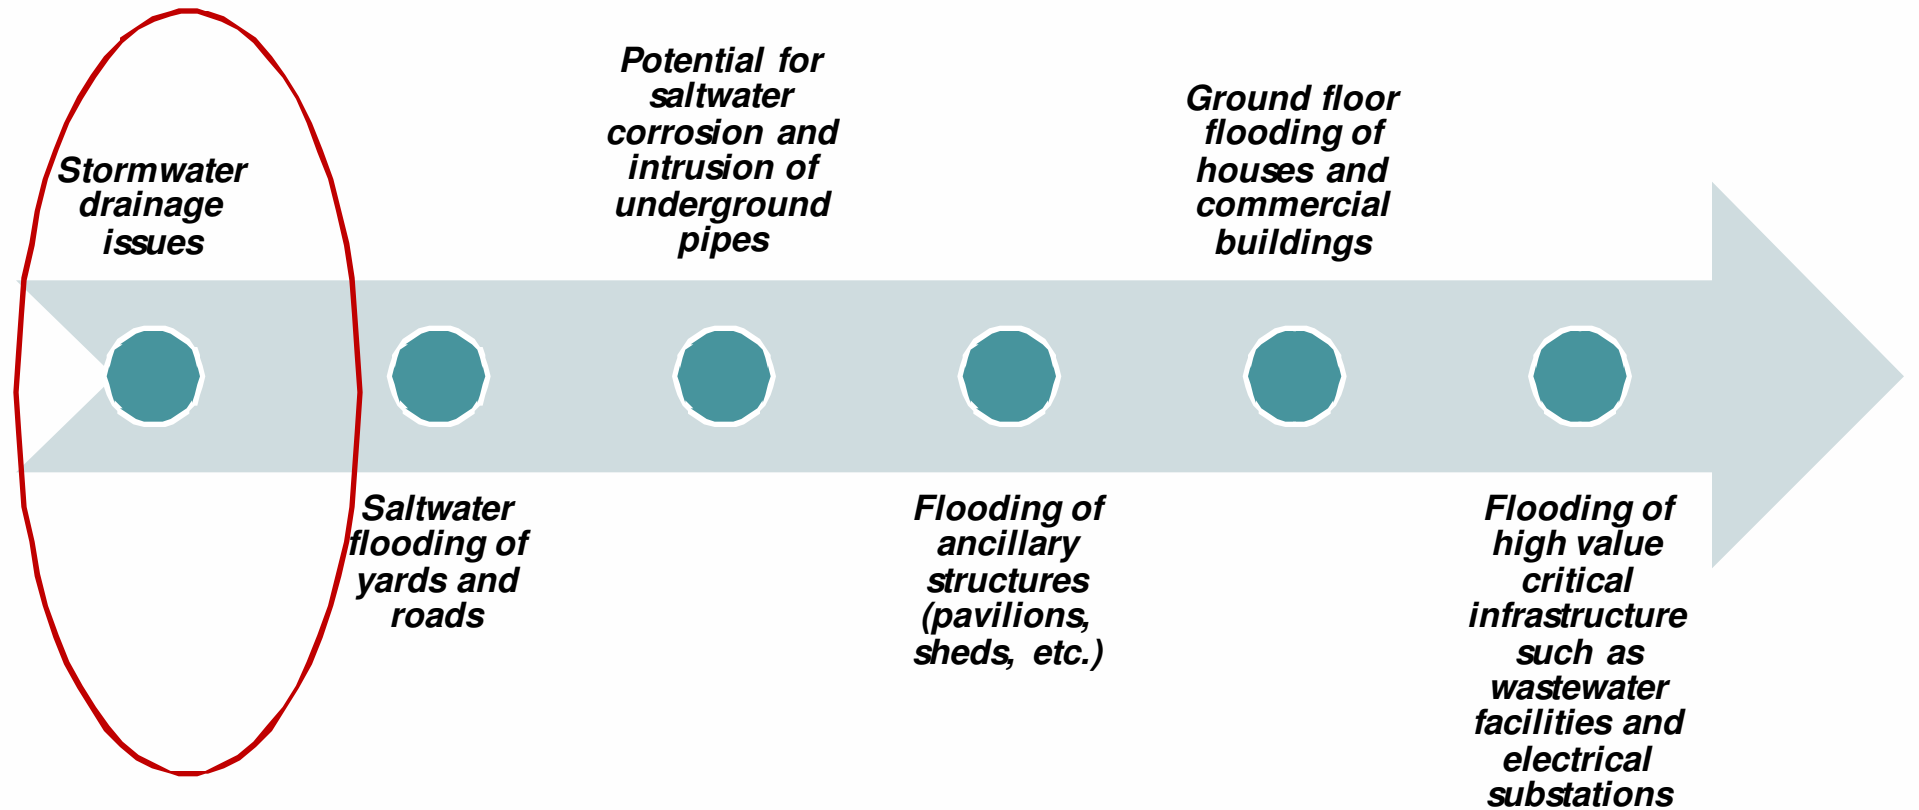 Stormwater
drainage
issues
Saltwater
flooding of
yards and
roads
Potential for
saltwater
corrosion and
intrusion of
underground
pipes
Flooding of
ancillary
structures
(pavilions,
sheds, etc.)
Ground floor
flooding of
houses and
commercial
buildings
Flooding of
high value
critical
infrastructure
such as
wastewater
facilities and
electrical
substations